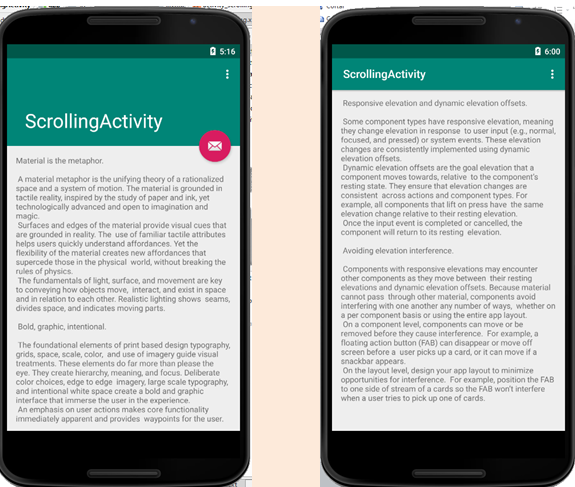 5:16
ScrollingActivity
Material is the metaphor.
A material metaphor is the unifying theory of a rationalized
space and a system of motion. The material is grounded in
tactile reality, inspired by the study of paper and ink, yet
technologically advanced and open to imagination and
magic.
Surfaces and edges of the material provide visual cues that
are grounded in reality. The use of familiar tactile attributes
helps users quickly understand affordances. Yet the
flexibility of the material creates new affordances that
supercede those in the physical world, without breaking the
rules of physics.
The fundamentals of light, surface, and movement are key
to conveying how objects move, interact, and exist in space
and in relation to each other. Realistic lighting shows seams,
divides space, and indicates moving parts.
Bold, graphic, intentional.
The foundational elements of print based design typography,
grids, space, scale, color, and use of imagery guide visual
treatments. These elements do far more than please the
eye. They create hierarchy, meaning, and focus. Deliberate
color choices, edge to edge imagery, large scale typography,
and intentional white space create a bold and graphic
interface that immerse the user in the experience.
An emphasis on user actions makes core functionality
immediately apparent and provides waypoints for the user.
6:00
ScrollingActivity
Responsive elevation and dynamic elevation offsets.
Some component types have responsive elevation, meaning
they change elevation in response to user input (e.g., normal,
focused, and pressed) or system events. These elevation
changes are consistently implemented using dynamic
elevation offsets.
Dynamic elevation offsets are the goal elevation that a
component moves towards, relative to the component's
resting state. They ensure that elevation changes are
consistent across actions and component types. For
example, all components that lift on press have the same
elevation change relative to their resting elevation.
Once the input event is completed or cancelled, the
component will return to its resting elevation.
Avoiding elevation interference.
Components with responsive elevations may encounter
other components as they move between their resting
elevations and dynamic elevation offsets. Because material
cannot pass through other material, components avoid
interfering with one another any number of ways, whether on
a per component basis or using the entire app layout.
On a component level, components can move or be
removed before they cause interference. For example, a
floating action button (FAB) can disappear or move off
screen before a user picks up a card, or it can move if a
snackbar appears.
On the layout level, design your app layout to minimize
opportunities for interference. For example, position the FAB
to one side of stream of a cards so the FAB won't interfere
when a user tries to pick up one of cards.